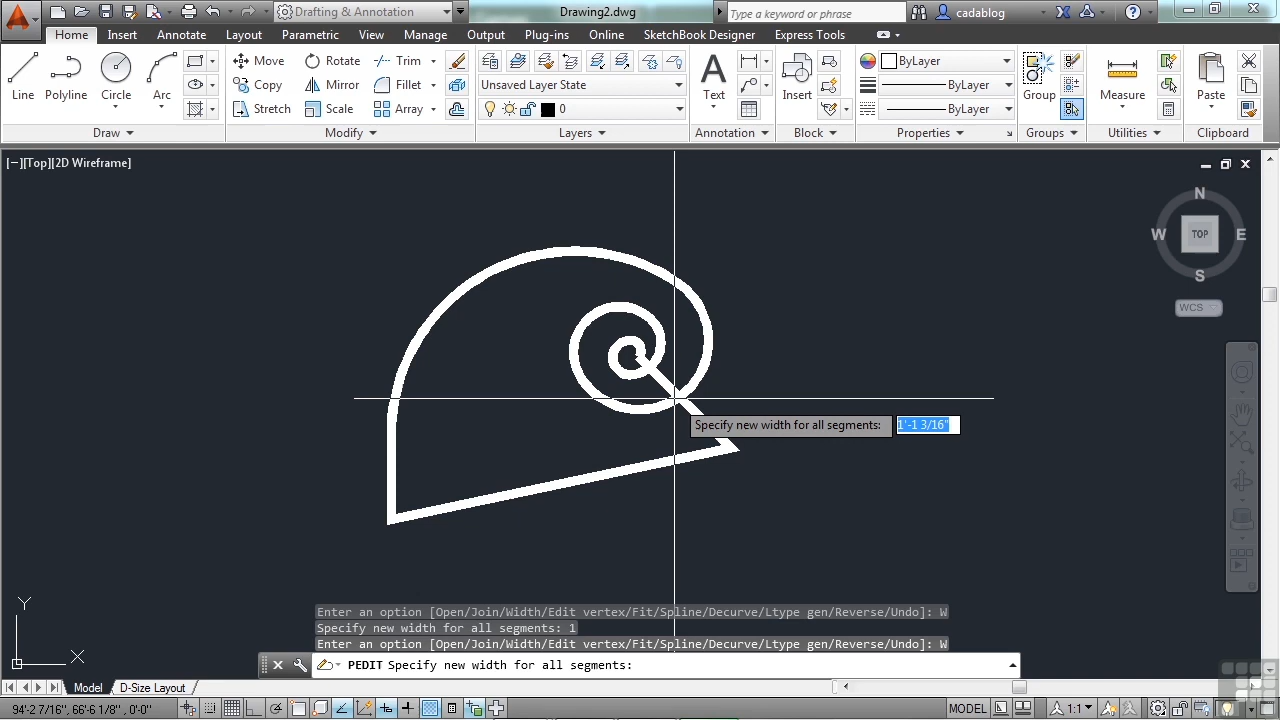 Drafting & Annotation
Drawing2.dwg
Type a keyword or phrase
cadablog
Home Insert Annotate Layout Parametric View Manage Output Plug-ins Online SketchBook Designer Express Tools
Line Polyline Circle Arc
Move Rotate Trim
Copy Mirror Fillet
Stretch Scale Array
Unsaved Layer State
0
Text
Insert
ByLayer
ByLayer
ByLayer
Group
Measure
Paste
Draw Modify Layers Annotation Block Properties Groups Utilities Clipboard
[−][Top][2D Wireframe]
N
W TOP E
S
WCS
Specify new width for all segments: 1'-1 3/16"
Y
X
Enter an option [Open/Join/Width/Edit vertex/Fit/Spline/Decurve/Ltype gen/Reverse/Undo]: W
Specify new width for all segments: 1
Enter an option [Open/Join/Width/Edit vertex/Fit/Spline/Decurve/Ltype gen/Reverse/Undo]: W
PEDIT Specify new width for all segments:
Model D-Size Layout
94'-2 7/16", 66'-6 1/8", 0'-0"
MODEL
1:1